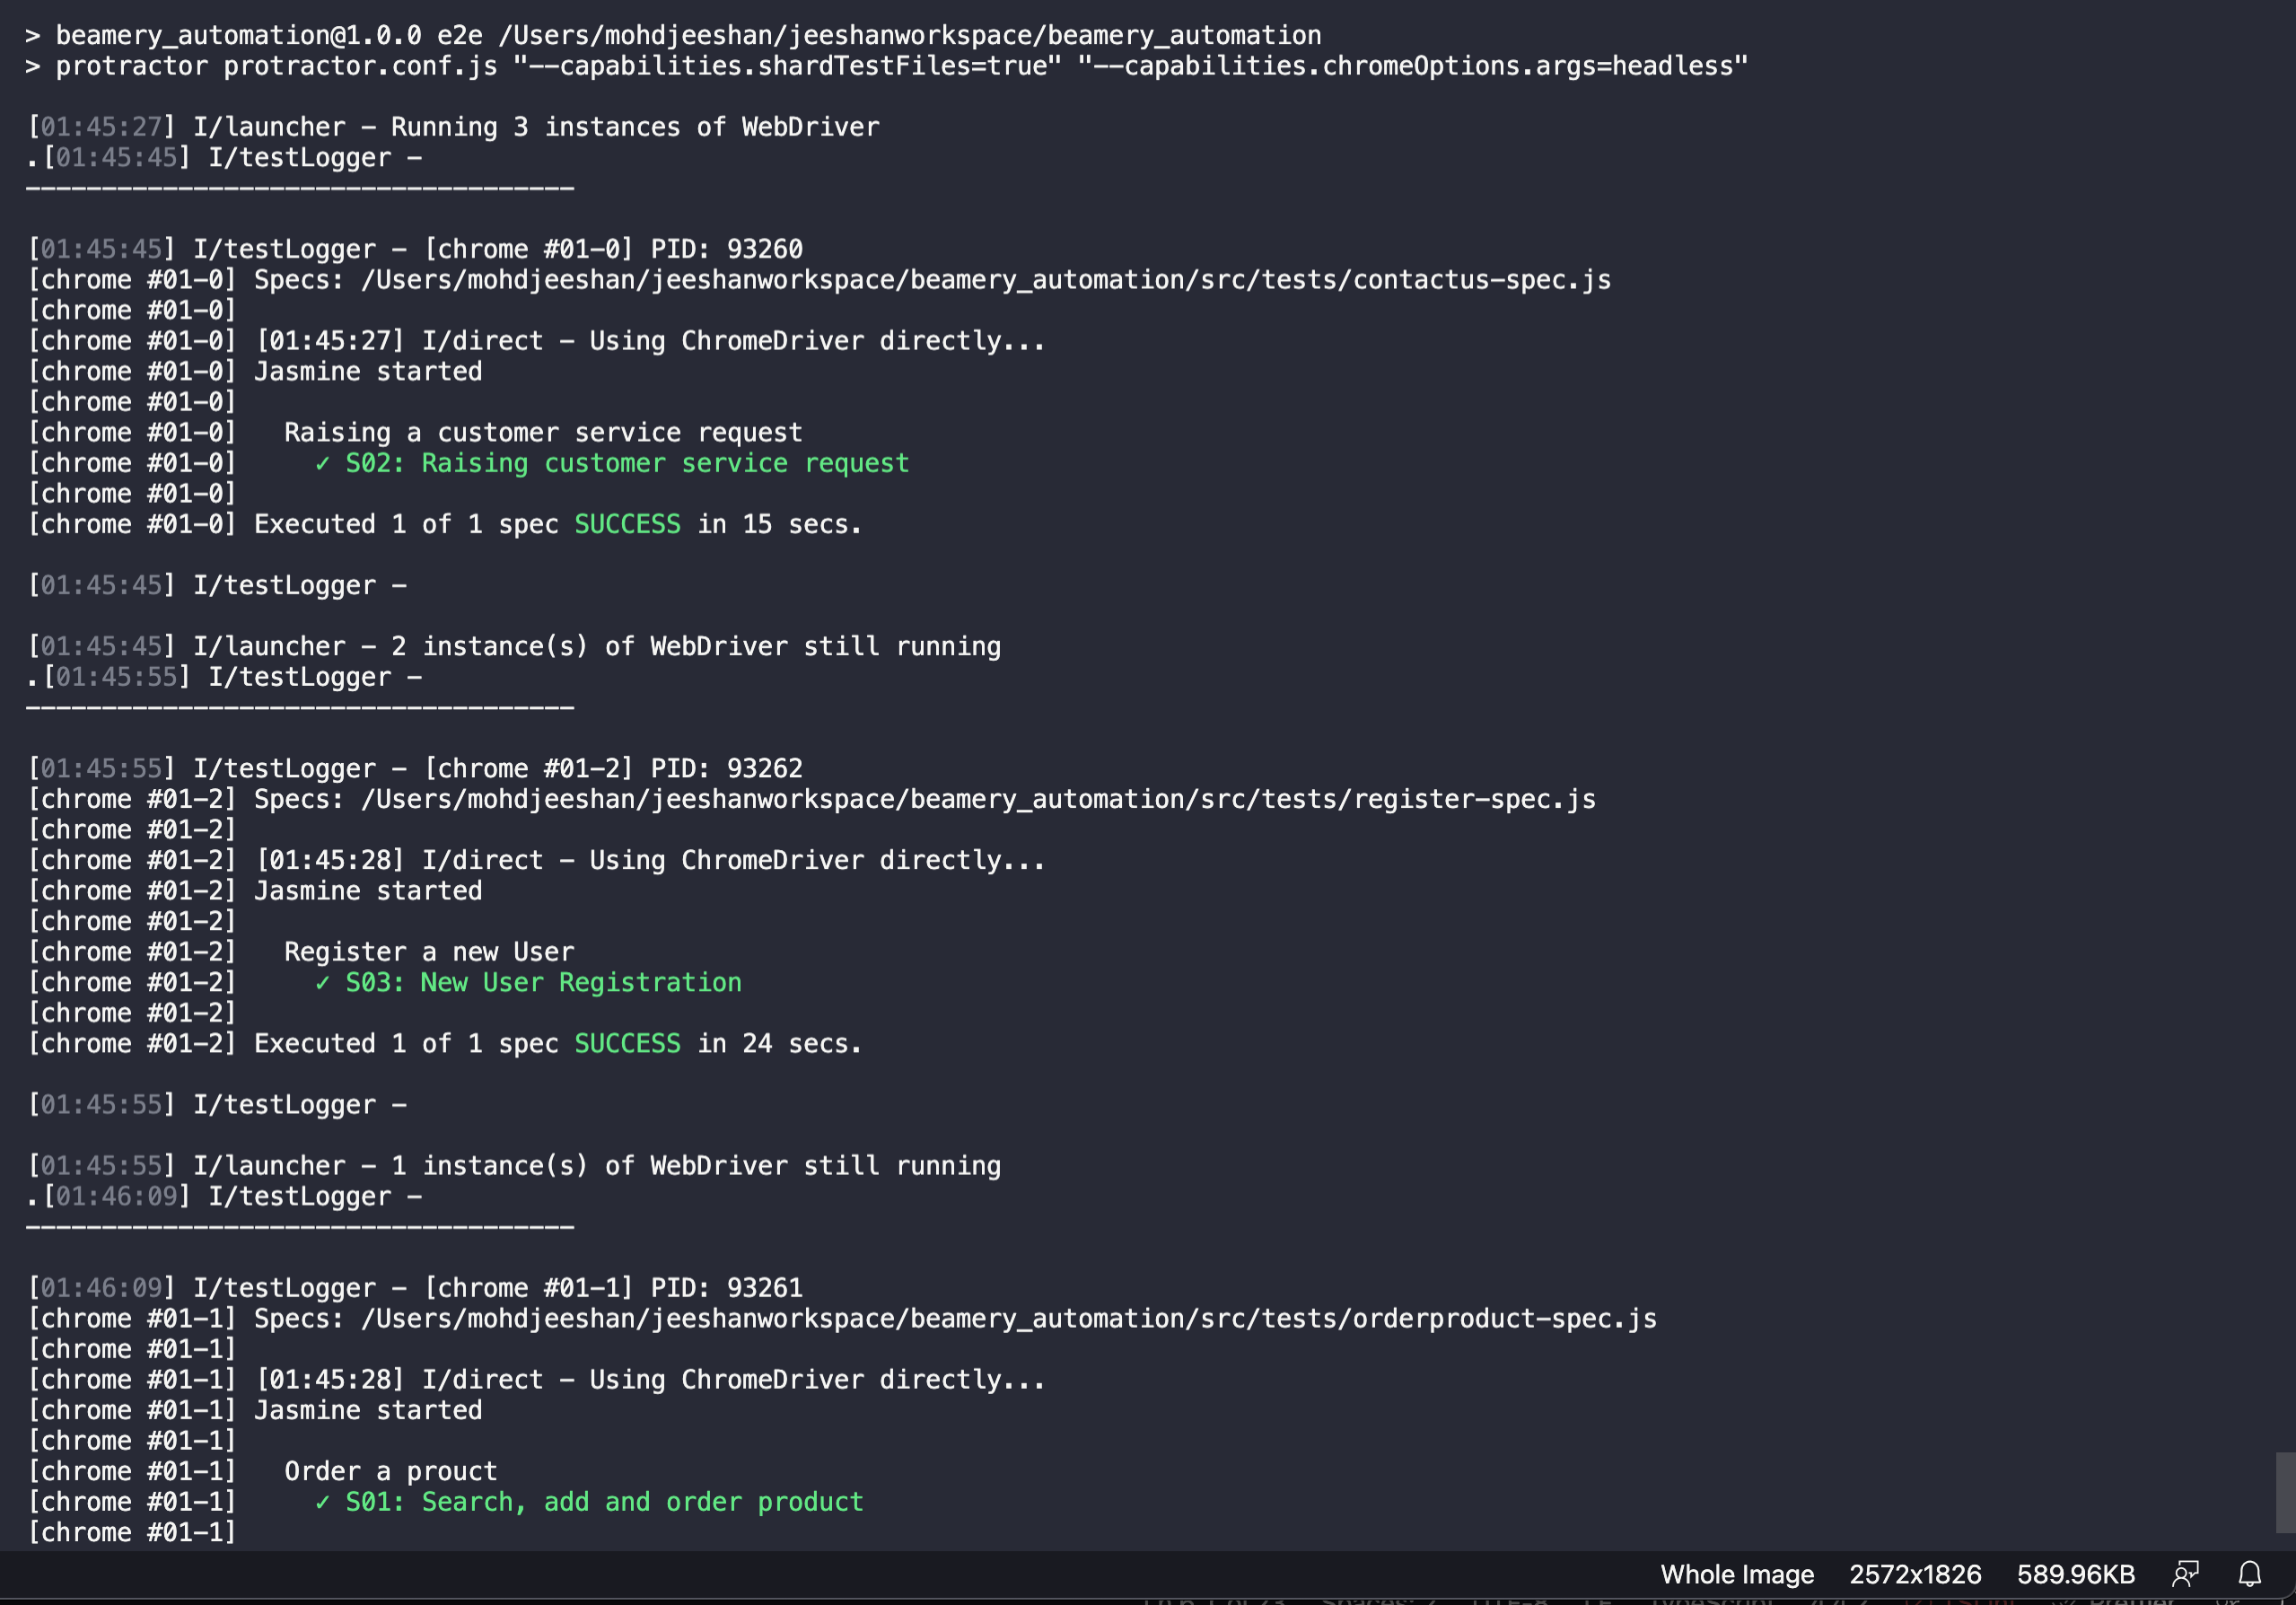 > beamery_automation@1.0.0 e2e /Users/mohdjeeshan/jeeshanworkspace/beamery_automation
> protractor protractor.conf.js "--capabilities.shardTestFiles=true" "--capabilities.chromeOptions.args=headless"
[01:45:27] I/launcher - Running 3 instances of WebDriver
.[01:45:45] I/testLogger -
------------------------------------
[01:45:45] I/testLogger - [chrome #01-0] PID: 93260
[chrome #01-0] Specs: /Users/mohdjeeshan/jeeshanworkspace/beamery_automation/src/tests/contactus-spec.js
[chrome #01-0]
[chrome #01-0] [01:45:27] I/direct - Using ChromeDriver directly...
[chrome #01-0] Jasmine started
[chrome #01-0]
[chrome #01-0]   Raising a customer service request
[chrome #01-0]     ✓ S02: Raising customer service request
[chrome #01-0]
[chrome #01-0] Executed 1 of 1 spec SUCCESS in 15 secs.
[01:45:45] I/testLogger -
[01:45:45] I/launcher - 2 instance(s) of WebDriver still running
.[01:45:55] I/testLogger -
------------------------------------
[01:45:55] I/testLogger - [chrome #01-2] PID: 93262
[chrome #01-2] Specs: /Users/mohdjeeshan/jeeshanworkspace/beamery_automation/src/tests/register-spec.js
[chrome #01-2]
[chrome #01-2] [01:45:28] I/direct - Using ChromeDriver directly...
[chrome #01-2] Jasmine started
[chrome #01-2]
[chrome #01-2]   Register a new User
[chrome #01-2]     ✓ S03: New User Registration
[chrome #01-2]
[chrome #01-2] Executed 1 of 1 spec SUCCESS in 24 secs.
[01:45:55] I/testLogger -
[01:45:55] I/launcher - 1 instance(s) of WebDriver still running
.[01:46:09] I/testLogger -
------------------------------------
[01:46:09] I/testLogger - [chrome #01-1] PID: 93261
[chrome #01-1] Specs: /Users/mohdjeeshan/jeeshanworkspace/beamery_automation/src/tests/orderproduct-spec.js
[chrome #01-1]
[chrome #01-1] [01:45:28] I/direct - Using ChromeDriver directly...
[chrome #01-1] Jasmine started
[chrome #01-1]
[chrome #01-1]   Order a prouct
[chrome #01-1]     ✓ S01: Search, add and order product
[chrome #01-1]
Whole Image 2572x1826 589.96KB